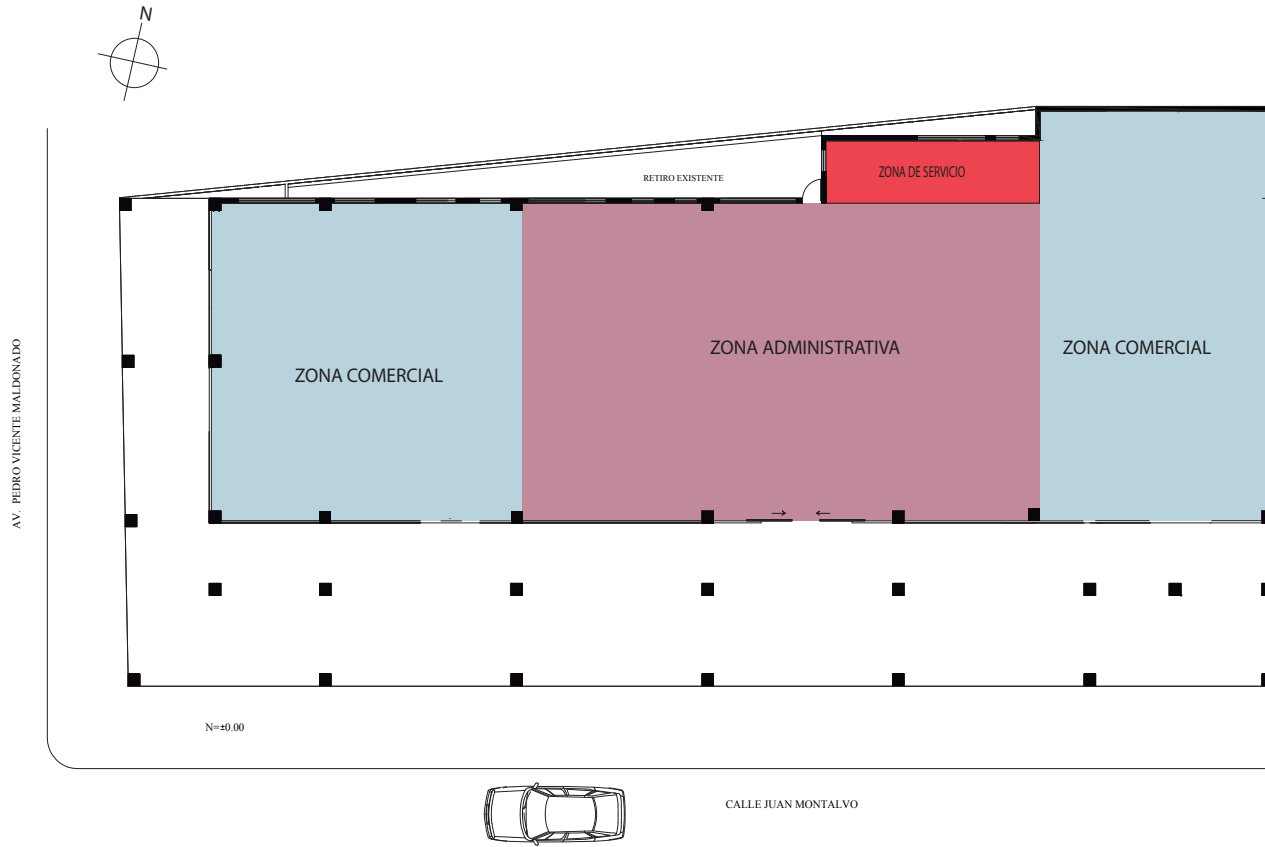 N
RETIRO EXISTENTE
ZONA DE SERVICIO
ZONA ADMINISTRATIVA
ZONA COMERCIAL
ZONA COMERCIAL
AV. PEDRO VICENTE MALDONADO
N=±0.00
CALLE JUAN MONTALVO